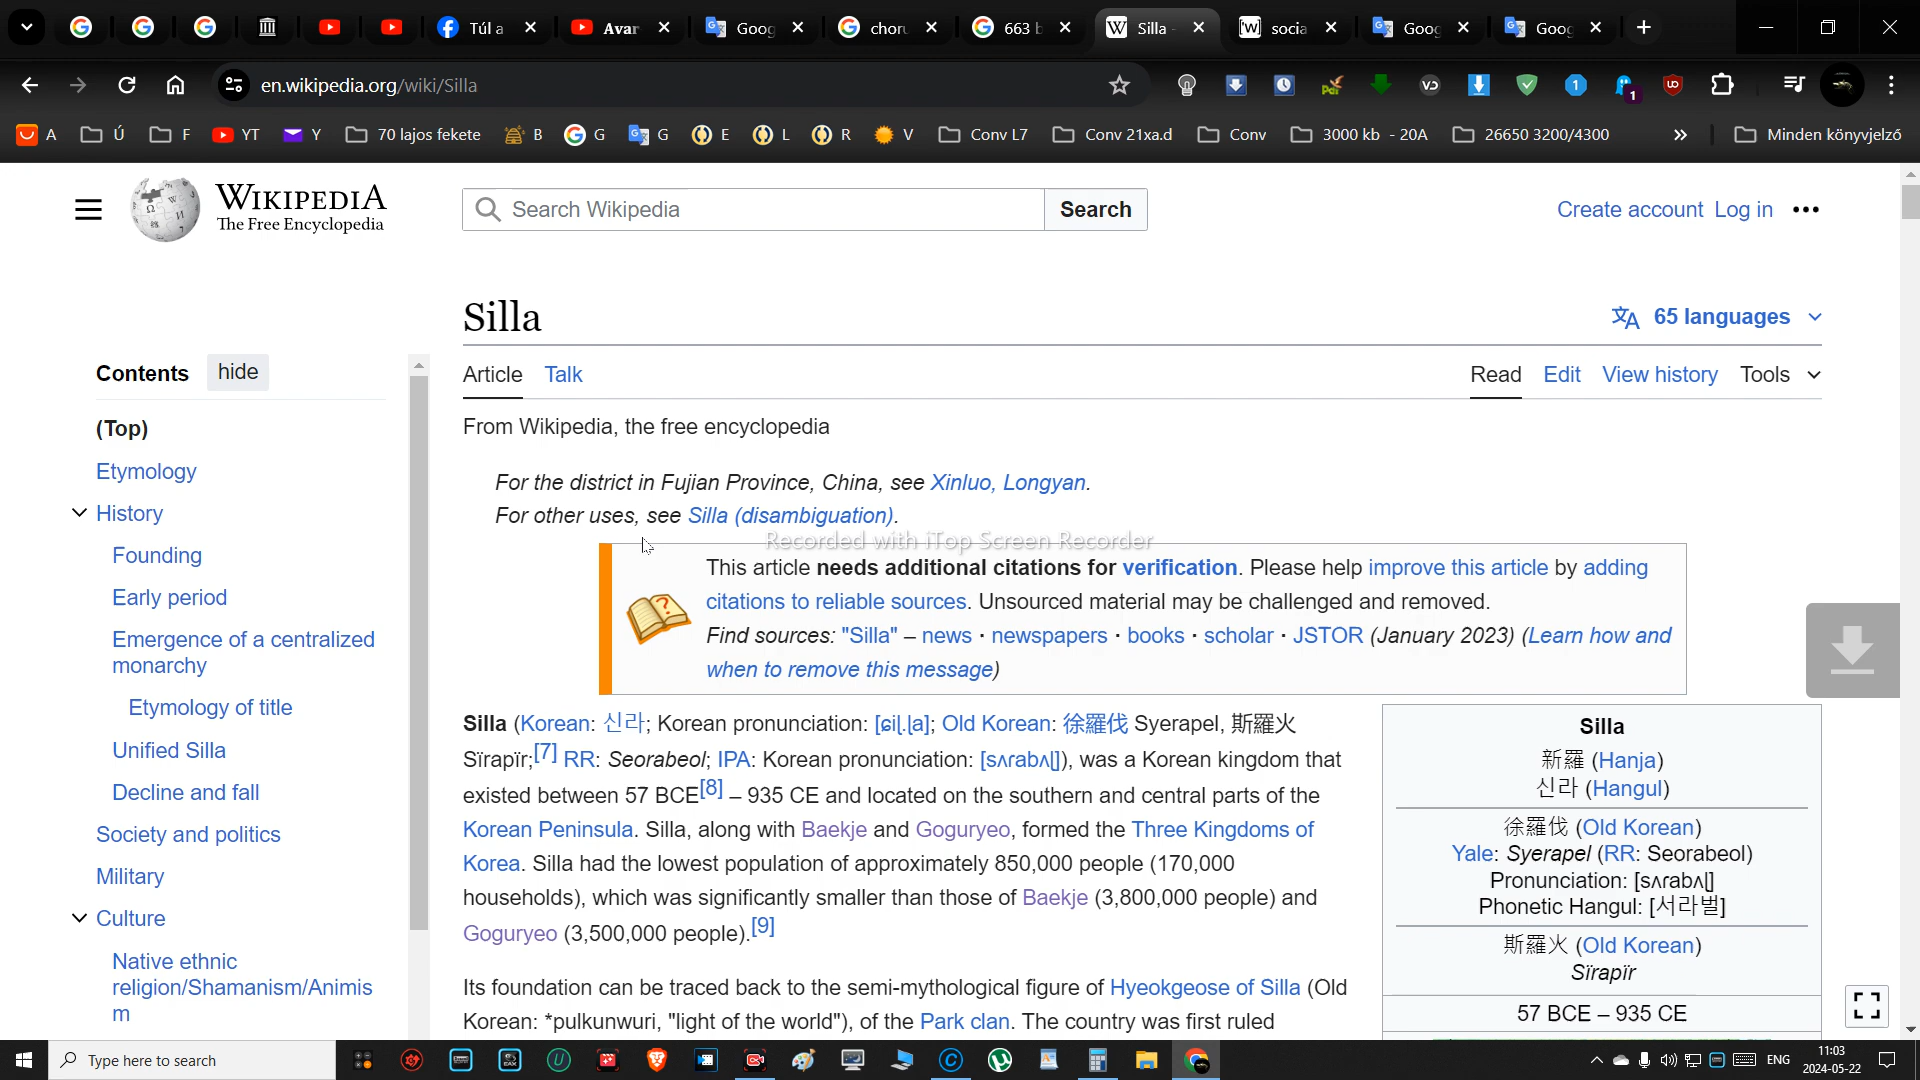 Túl a
Avar
Goog
chor
663 b
Silla -
socia
Goog
Goog
en.wikipedia.org/wiki/Silla
1
1
A
Ú
F
YT
Y
70 lajos fekete
B
G
G
E
L
R
V
Conv L7
Conv 21xa.d
Conv
3000 kb - 20A
26650 3200/4300
»
Minden könyvjelző
WIKIPEDIA
The Free Encyclopedia
Search Wikipedia
Search
Create account Log in
Silla
65 languages
Contents hide
Article Talk
Read Edit View history Tools
(Top)
Etymology
History
Founding
Early period
Emergence of a centralized
monarchy
Etymology of title
Unified Silla
Decline and fall
Society and politics
Military
Culture
Native ethnic
religion/Shamanism/Animis
m
From Wikipedia, the free encyclopedia
For the district in Fujian Province, China, see Xinluo, Longyan.
For other uses, see Silla (disambiguation).
Recorded with iTop Screen Recorder
This article needs additional citations for verification. Please help improve this article by adding
citations to reliable sources. Unsourced material may be challenged and removed.
Find sources: "Silla" – news · newspapers · books · scholar · JSTOR (January 2023) (Learn how and
when to remove this message)
Silla (Korean: 신라; Korean pronunciation: [ɕiɭ.ɭa]; Old Korean: 徐羅伐 Syerapel, 斯羅火
Sïrapïr;[7] RR: Seorabeol; IPA: Korean pronunciation: [sʌɾabʌɭ]), was a Korean kingdom that
existed between 57 BCE[8] – 935 CE and located on the southern and central parts of the
Korean Peninsula. Silla, along with Baekje and Goguryeo, formed the Three Kingdoms of
Korea. Silla had the lowest population of approximately 850,000 people (170,000
households), which was significantly smaller than those of Baekje (3,800,000 people) and
Goguryeo (3,500,000 people).[9]
Its foundation can be traced back to the semi-mythological figure of Hyeokgeose of Silla (Old
Korean: *pulkunwuri, "light of the world"), of the Park clan. The country was first ruled
Silla
新羅 (Hanja)
신라 (Hangul)
徐羅伐 (Old Korean)
Yale: Syerapel (RR: Seorabeol)
Pronunciation: [sʌɾabʌɭ]
Phonetic Hangul: [서라벌]
斯羅火 (Old Korean)
Sïrapïr
57 BCE – 935 CE
Type here to search
ENG
11:03
2024-05-22